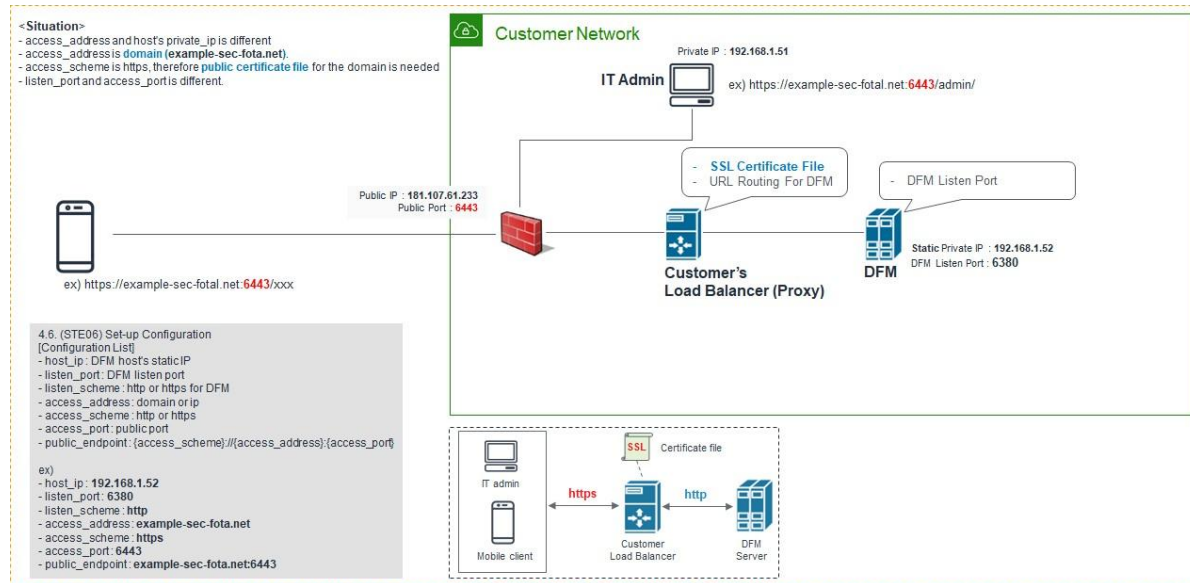 <Situation>
- access_address and host's private_ip is different
- access_address is domain (example-sec-fota.net).
- access_scheme is https, therefore public certificate file for the domain is needed
- listen_port and access_port is different.
Customer Network
Private IP : 192.168.1.51
IT Admin
ex) https://example-sec-fotal.net:6443/admin/
- SSL Certificate File
- URL Routing For DFM
- DFM Listen Port
Public IP : 181.107.61.233
Public Port : 6443
Static Private IP : 192.168.1.52
DFM Listen Port : 6380
Customer's
Load Balancer (Proxy)
DFM
ex) https://example-sec-fotal.net:6443/xxx
4.6. (STE06) Set-up Configuration
[Configuration List]
- host_ip : DFM host's static IP
- listen_port : DFM listen port
- listen_scheme : http or https for DFM
- access_address : domain or ip
- access_scheme : http or https
- access_port : public port
- public_endpoint : {access_scheme}://{access_address}:{access_port}
ex)
- host_ip : 192.168.1.52
- listen_port : 6380
- listen_scheme : http
- access_address : example-sec-fota.net
- access_scheme : https
- access_port : 6443
- public_endpoint : example-sec-fota.net:6443
SSL
Certificate file
IT admin
https
http
Mobile client
Customer
Load Balancer
DFM
Server